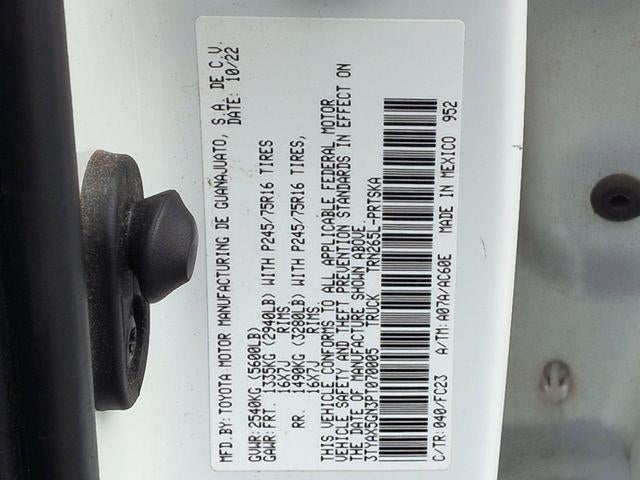 MFD.BY: TOYOTA MOTOR MANUFACTURING DE GUANAJUATO, S.A. DE C.V.
DATE: 10/22
GVWR: 2540KG (5600LB)
GAWR: FRT. 1335KG (2940LB) WITH P245/75R16 TIRES
16X7J RIMS
RR. 1490KG (3280LB) WITH P245/75R16 TIRES,
16X7J RIMS.
THIS VEHICLE CONFORMS TO ALL APPLICABLE FEDERAL MOTOR
VEHICLE SAFETY AND THEFT PREVENTION STANDARDS IN EFFECT ON
THE DATE OF MANUFACTURE SHOWN ABOVE.
3TYAX5GN3PT070005 TRUCK TRN265L-PRTSKA
C/TR: 040/FC23 A/TM: A07A/AC60E MADE IN MEXICO 952